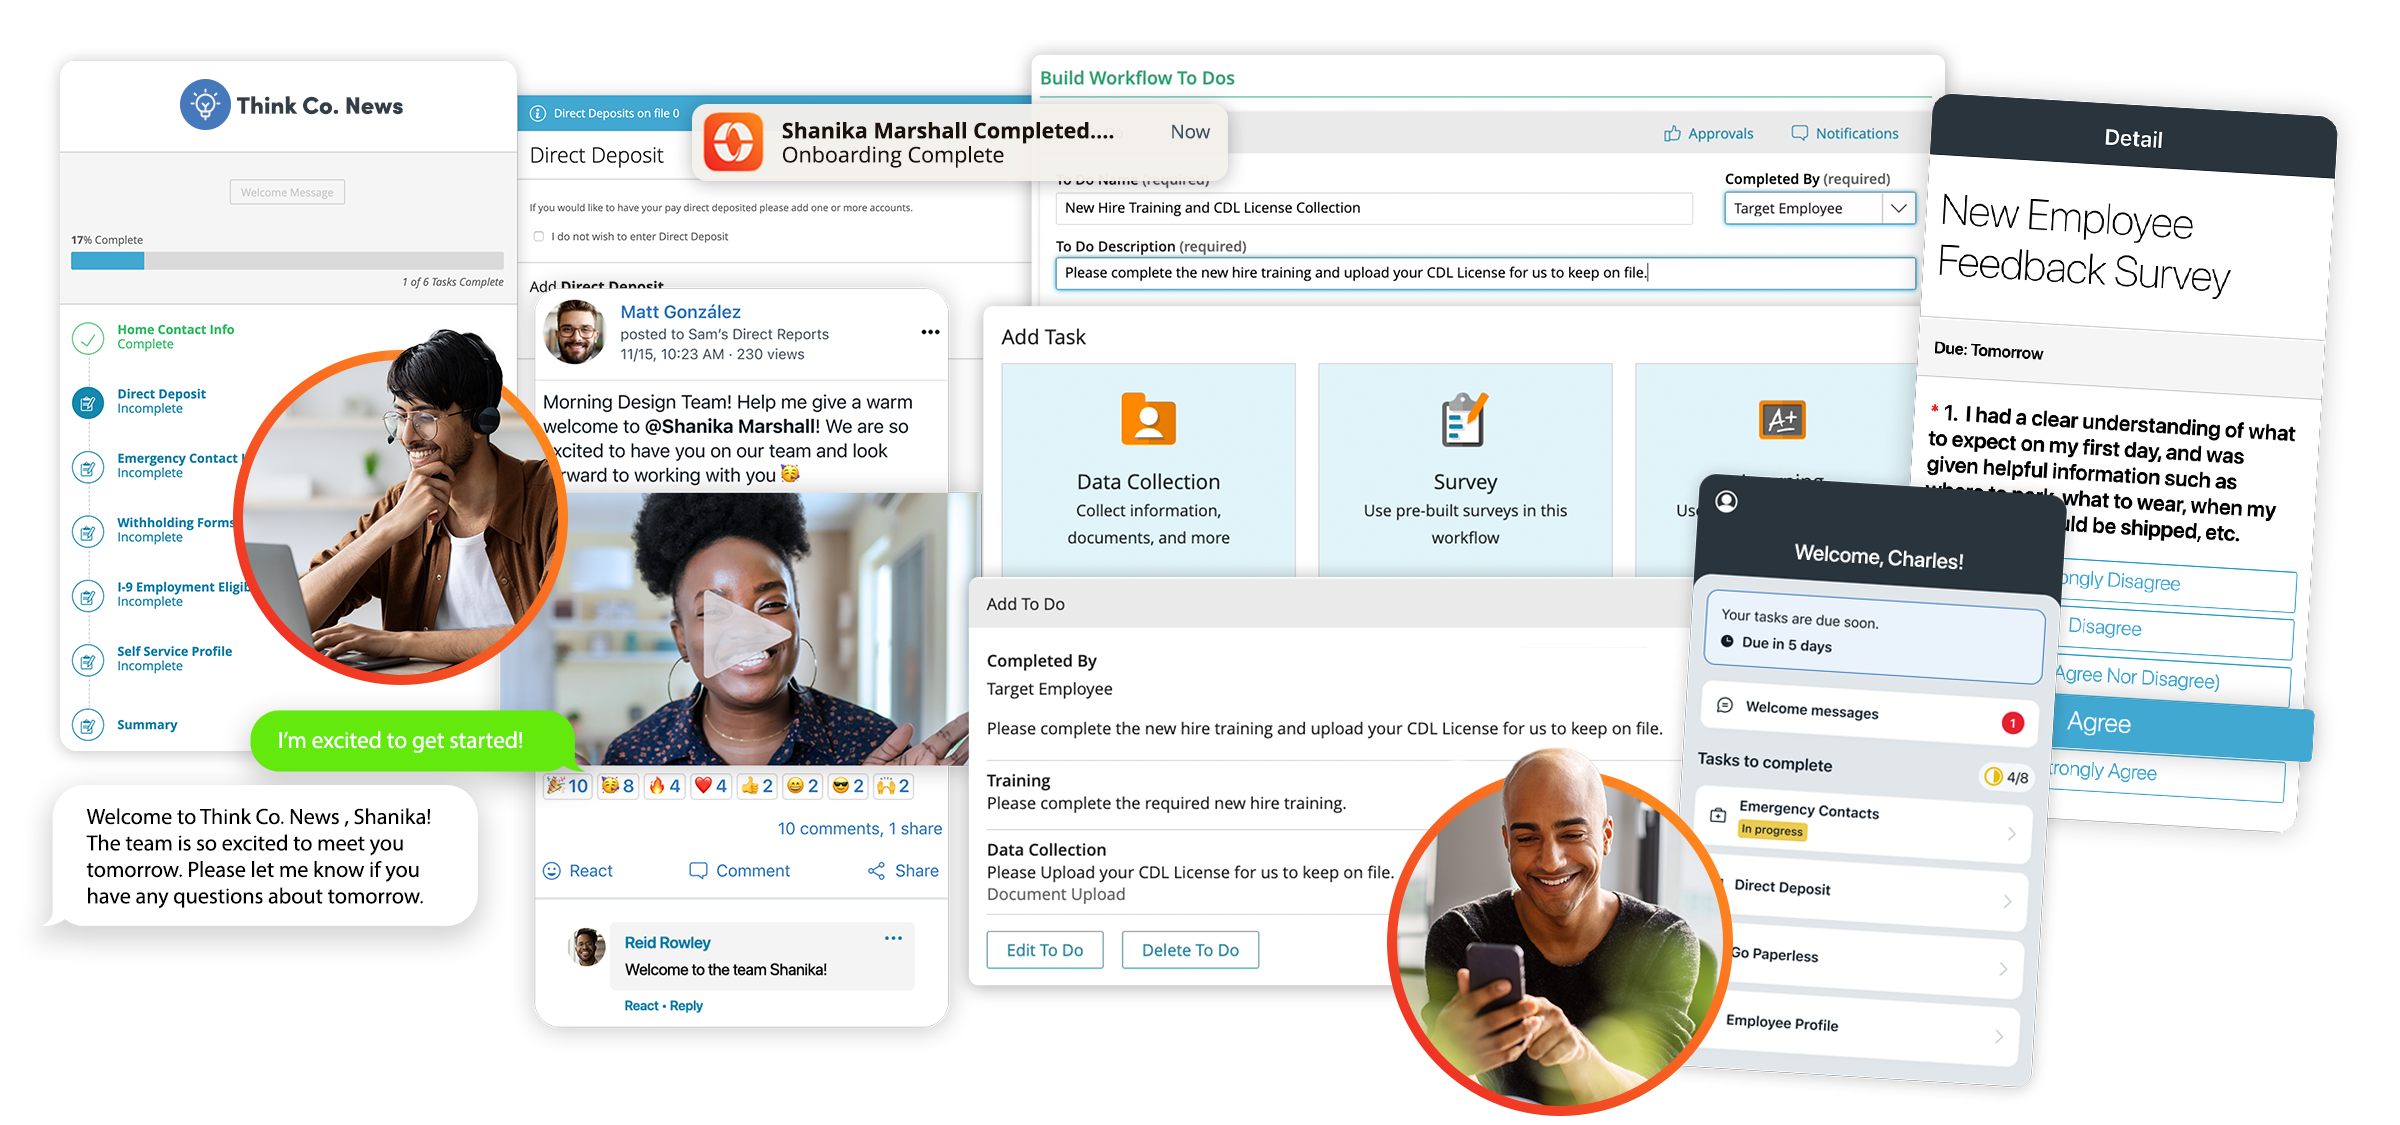 Think Co. News
Welcome Message
17% Complete
1 of 6 Tasks Complete
Home Contact Info
Complete
Direct Deposit
Incomplete
Emergency Contact
Incomplete
Withholding Forms
Incomplete
I-9 Employment
Incomplete
Self Service Profile
Incomplete
Summary
I'm excited to get started!
Welcome to Think Co. News , Shanika!
The team is so excited to meet you
tomorrow. Please let me know if you
have any questions about tomorrow.
Direct Deposits on file 0
Direct Deposit
If you would like to have your pay direct deposited please add one or more accounts.
I do not wish to enter Direct Deposit
Add Direct Deposit
Shanika Marshall Completed....
Now
Onboarding Complete
Matt González
posted to Sam's Direct Reports
11/15, 10:23 AM · 230 views
Morning Design Team! Help me give a warm
welcome to @Shanika Marshall! We are so
excited to have you on our team and look
forward to working with you 🥳
🎉 10 🥳 8 🔥 4 ❤️ 4 👍 2 😄 2 😎 2 🙌 2
10 comments, 1 share
React
Comment
Share
Reid Rowley
Welcome to the team Shanika!
React • Reply
Build Workflow To Dos
Approvals
Notifications
To Do Name (required)
New Hire Training and CDL License Collection
Completed By (required)
Target Employee
To Do Description (required)
Please complete the new hire training and upload your CDL License for us to keep on file.
Add Task
Data Collection
Collect information,
documents, and more
Survey
Use pre-built surveys in this
workflow
A+
Add To Do
Completed By
Target Employee
Please complete the new hire training and upload your CDL License for us to keep on file.
Training
Please complete the required new hire training.
Data Collection
Please Upload your CDL License for us to keep on file.
Document Upload
Edit To Do
Delete To Do
Detail
New Employee
Feedback Survey
Due: Tomorrow
* 1. I had a clear understanding of what
to expect on my first day, and was
given helpful information such as
where to park, what to wear, when my
be shipped, etc.
Strongly Disagree
Disagree
Agree Nor Disagree)
Agree
Strongly Agree
Welcome, Charles!
Your tasks are due soon.
Due in 5 days
Welcome messages
1
Tasks to complete
4/8
Emergency Contacts
In progress
Direct Deposit
Go Paperless
Employee Profile